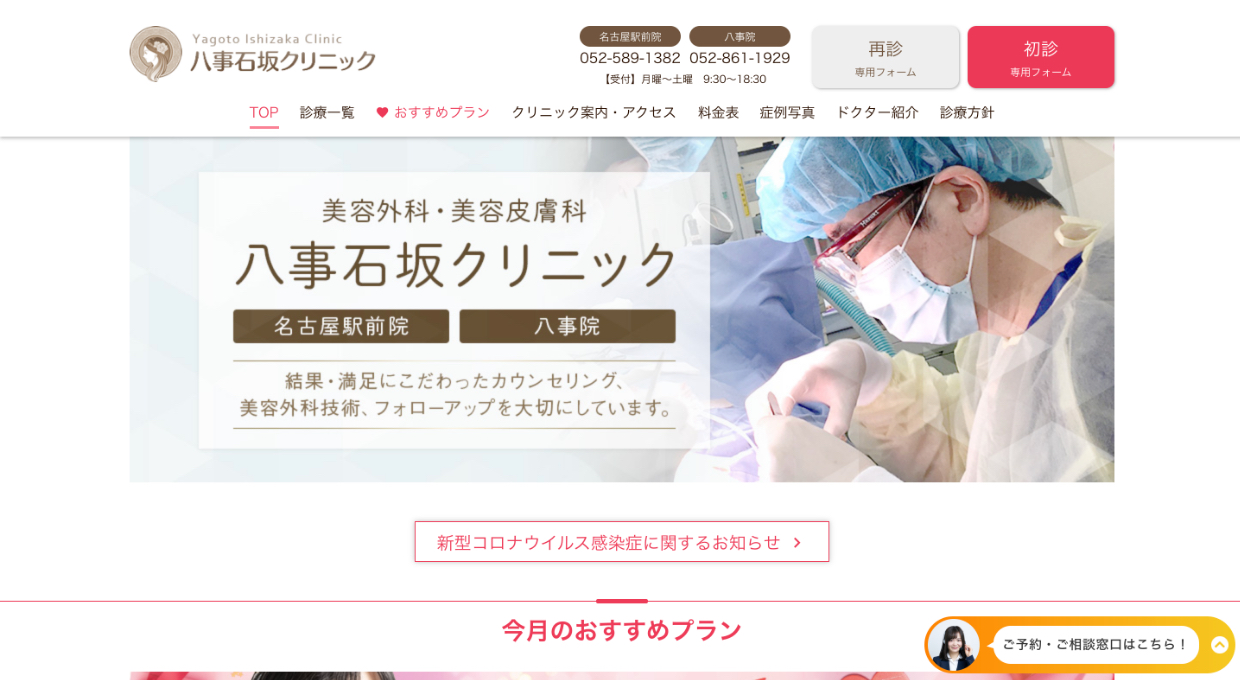 Yagoto Ishizaka Clinic
八事石坂クリニック
名古屋駅前院
八事院
052-589-1382
052-861-1929
【受付】月曜〜土曜 9:30〜18:30
再診
専用フォーム
初診
専用フォーム
TOP
診療一覧
おすすめプラン
クリニック案内・アクセス
料金表
症例写真
ドクター紹介
診療方針
美容外科・美容皮膚科
八事石坂クリニック
名古屋駅前院
八事院
結果・満足にこだわったカウンセリング、
美容外科技術、フォローアップを大切にしています。
新型コロナウイルス感染症に関するお知らせ
今月のおすすめプラン
ご予約・ご相談窓口はこちら！